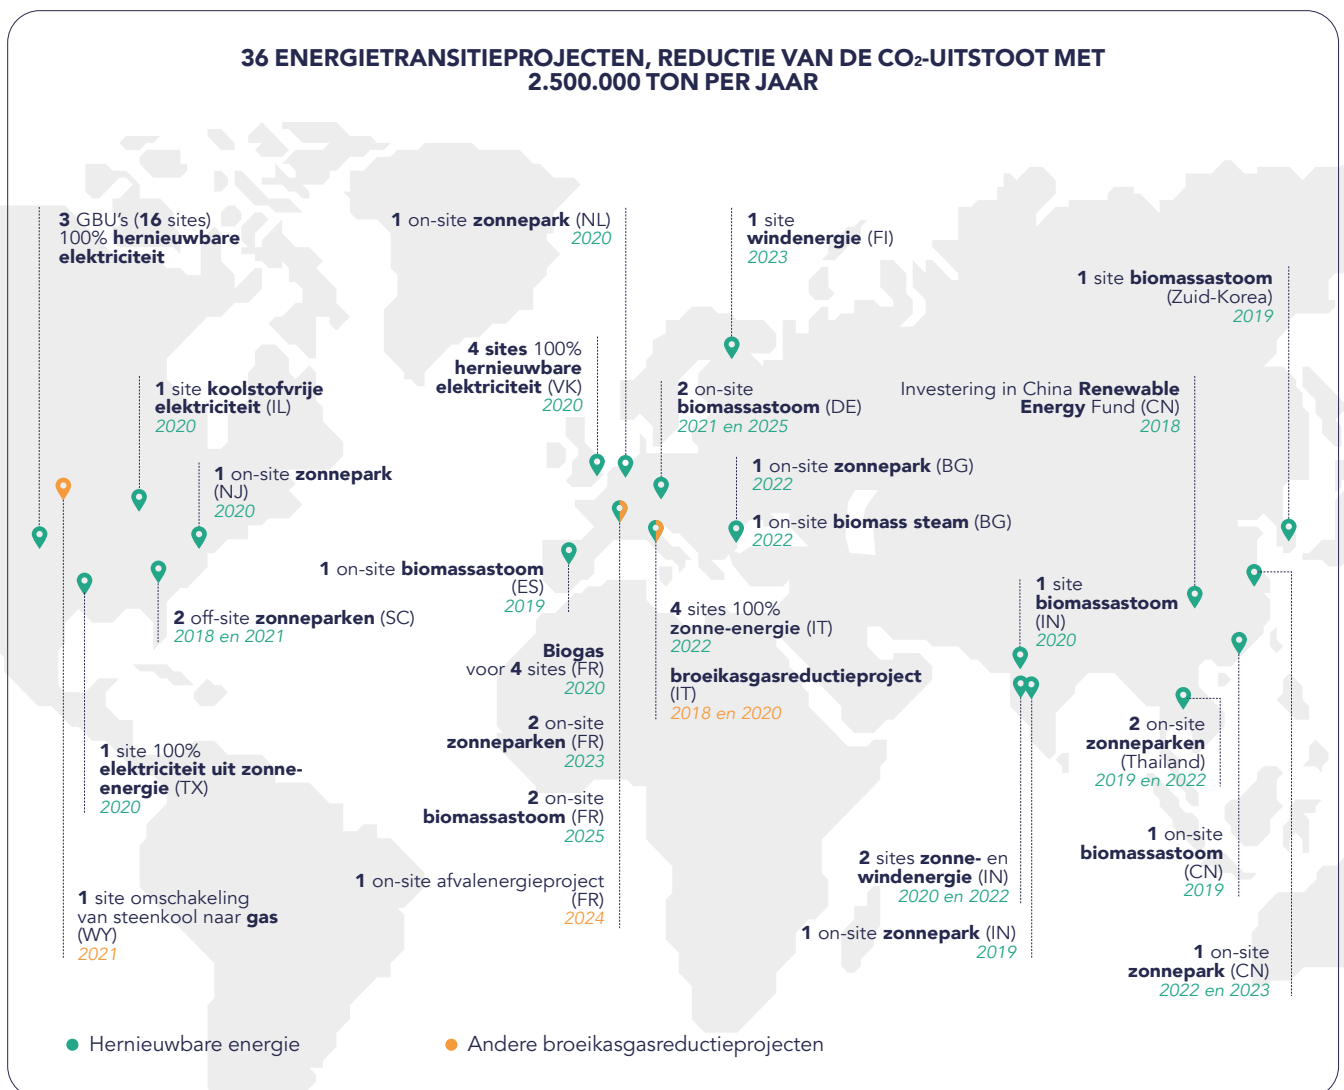 36 ENERGIETRANSITIEPROJECTEN, REDUCTIE VAN DE CO₂-UITSTOOT MET
2.500.000 TON PER JAAR
3 GBU's (16 sites)
100% hernieuwbare
elektriciteit
1 on-site zonnepark (NL)
2020
1 site
windenergie (FI)
2023
1 site biomassastoom
(Zuid-Korea)
2019
4 sites 100%
hernieuwbare
elektriciteit (VK)
2020
1 site koolstofvrije
elektriciteit (IL)
2020
2 on-site
biomassastoom (DE)
2021 en 2025
Investering in China Renewable
Energy Fund (CN)
2018
1 on-site zonnepark
(NJ)
2020
1 on-site zonnepark (BG)
2022
1 on-site biomass steam (BG)
2022
1 on-site biomassastoom
(ES)
2019
2 off-site zonneparken (SC)
2018 en 2021
4 sites 100%
zonne-energie (IT)
2022
broeikasgasreductieproject
(IT)
2018 en 2020
1 site
biomassastoom
(IN)
2020
Biogas
voor 4 sites (FR)
2020
2 on-site
zonneparken (FR)
2023
2 on-site
biomassastoom (FR)
2025
1 on-site afvalenergieproject
(FR)
2024
1 site 100%
elektriciteit uit zonne-
energie (TX)
2020
1 site omschakeling
van steenkool naar gas
(WY)
2021
2 on-site
zonneparken
(Thailand)
2019 en 2022
1 on-site
biomassastoom
(CN)
2019
2 sites zonne- en
windenergie (IN)
2020 en 2022
1 on-site zonnepark (IN)
2019
1 on-site
zonnepark (CN)
2022 en 2023
Hernieuwbare energie
Andere broeikasgasreductieprojecten